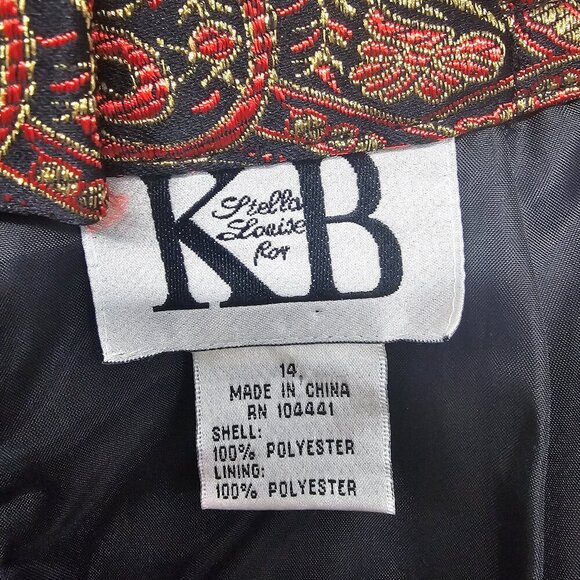 KB
Stella
Louise
for
14
MADE IN CHINA
RN 104441
SHELL:
100% POLYESTER
LINING:
100% POLYESTER